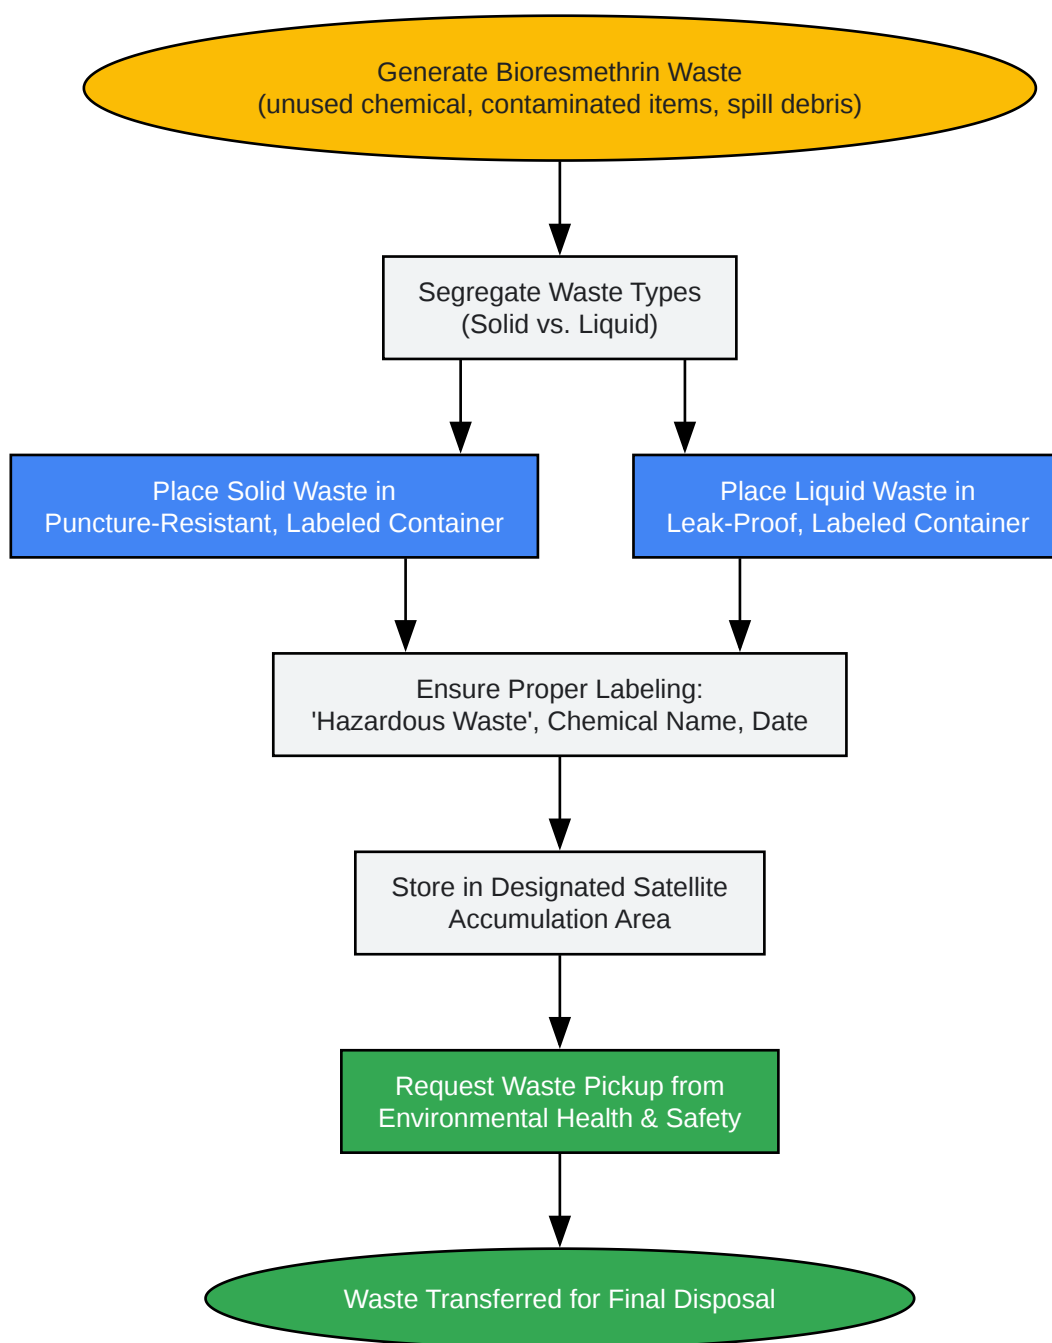 Generate Bioresmethrin Waste
(unused chemical, contaminated items, spill debris)
Segregate Waste Types
(Solid vs. Liquid)
Place Solid Waste in
Puncture-Resistant, Labeled Container
Place Liquid Waste in
Leak-Proof, Labeled Container
Ensure Proper Labeling:
'Hazardous Waste', Chemical Name, Date
Store in Designated Satellite
Accumulation Area
Request Waste Pickup from
Environmental Health & Safety
Waste Transferred for Final Disposal